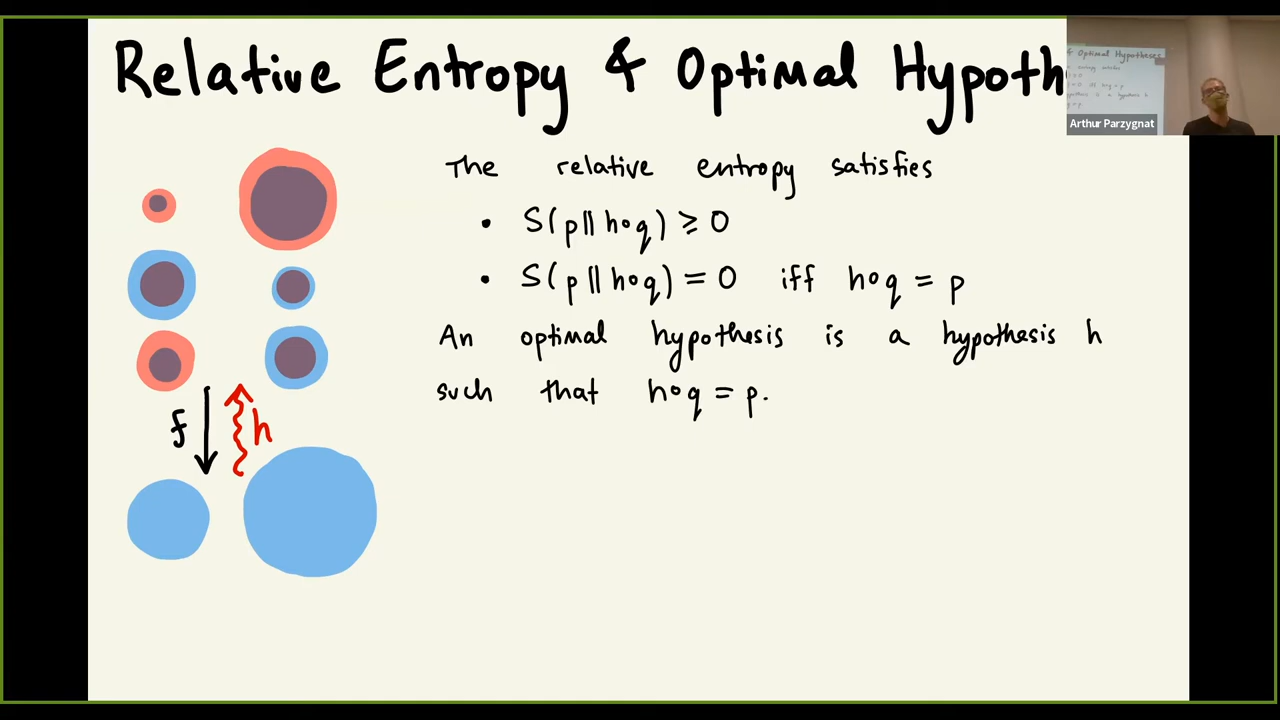 Relative Entropy & Optimal Hypoth
Arthur Parzygnat
The relative entropy satisfies
• S(p‖h∘q) ≥ 0
• S(p‖h∘q) = 0 iff h∘q = p
An optimal hypothesis is a hypothesis h
such that h∘q = p.
f
h